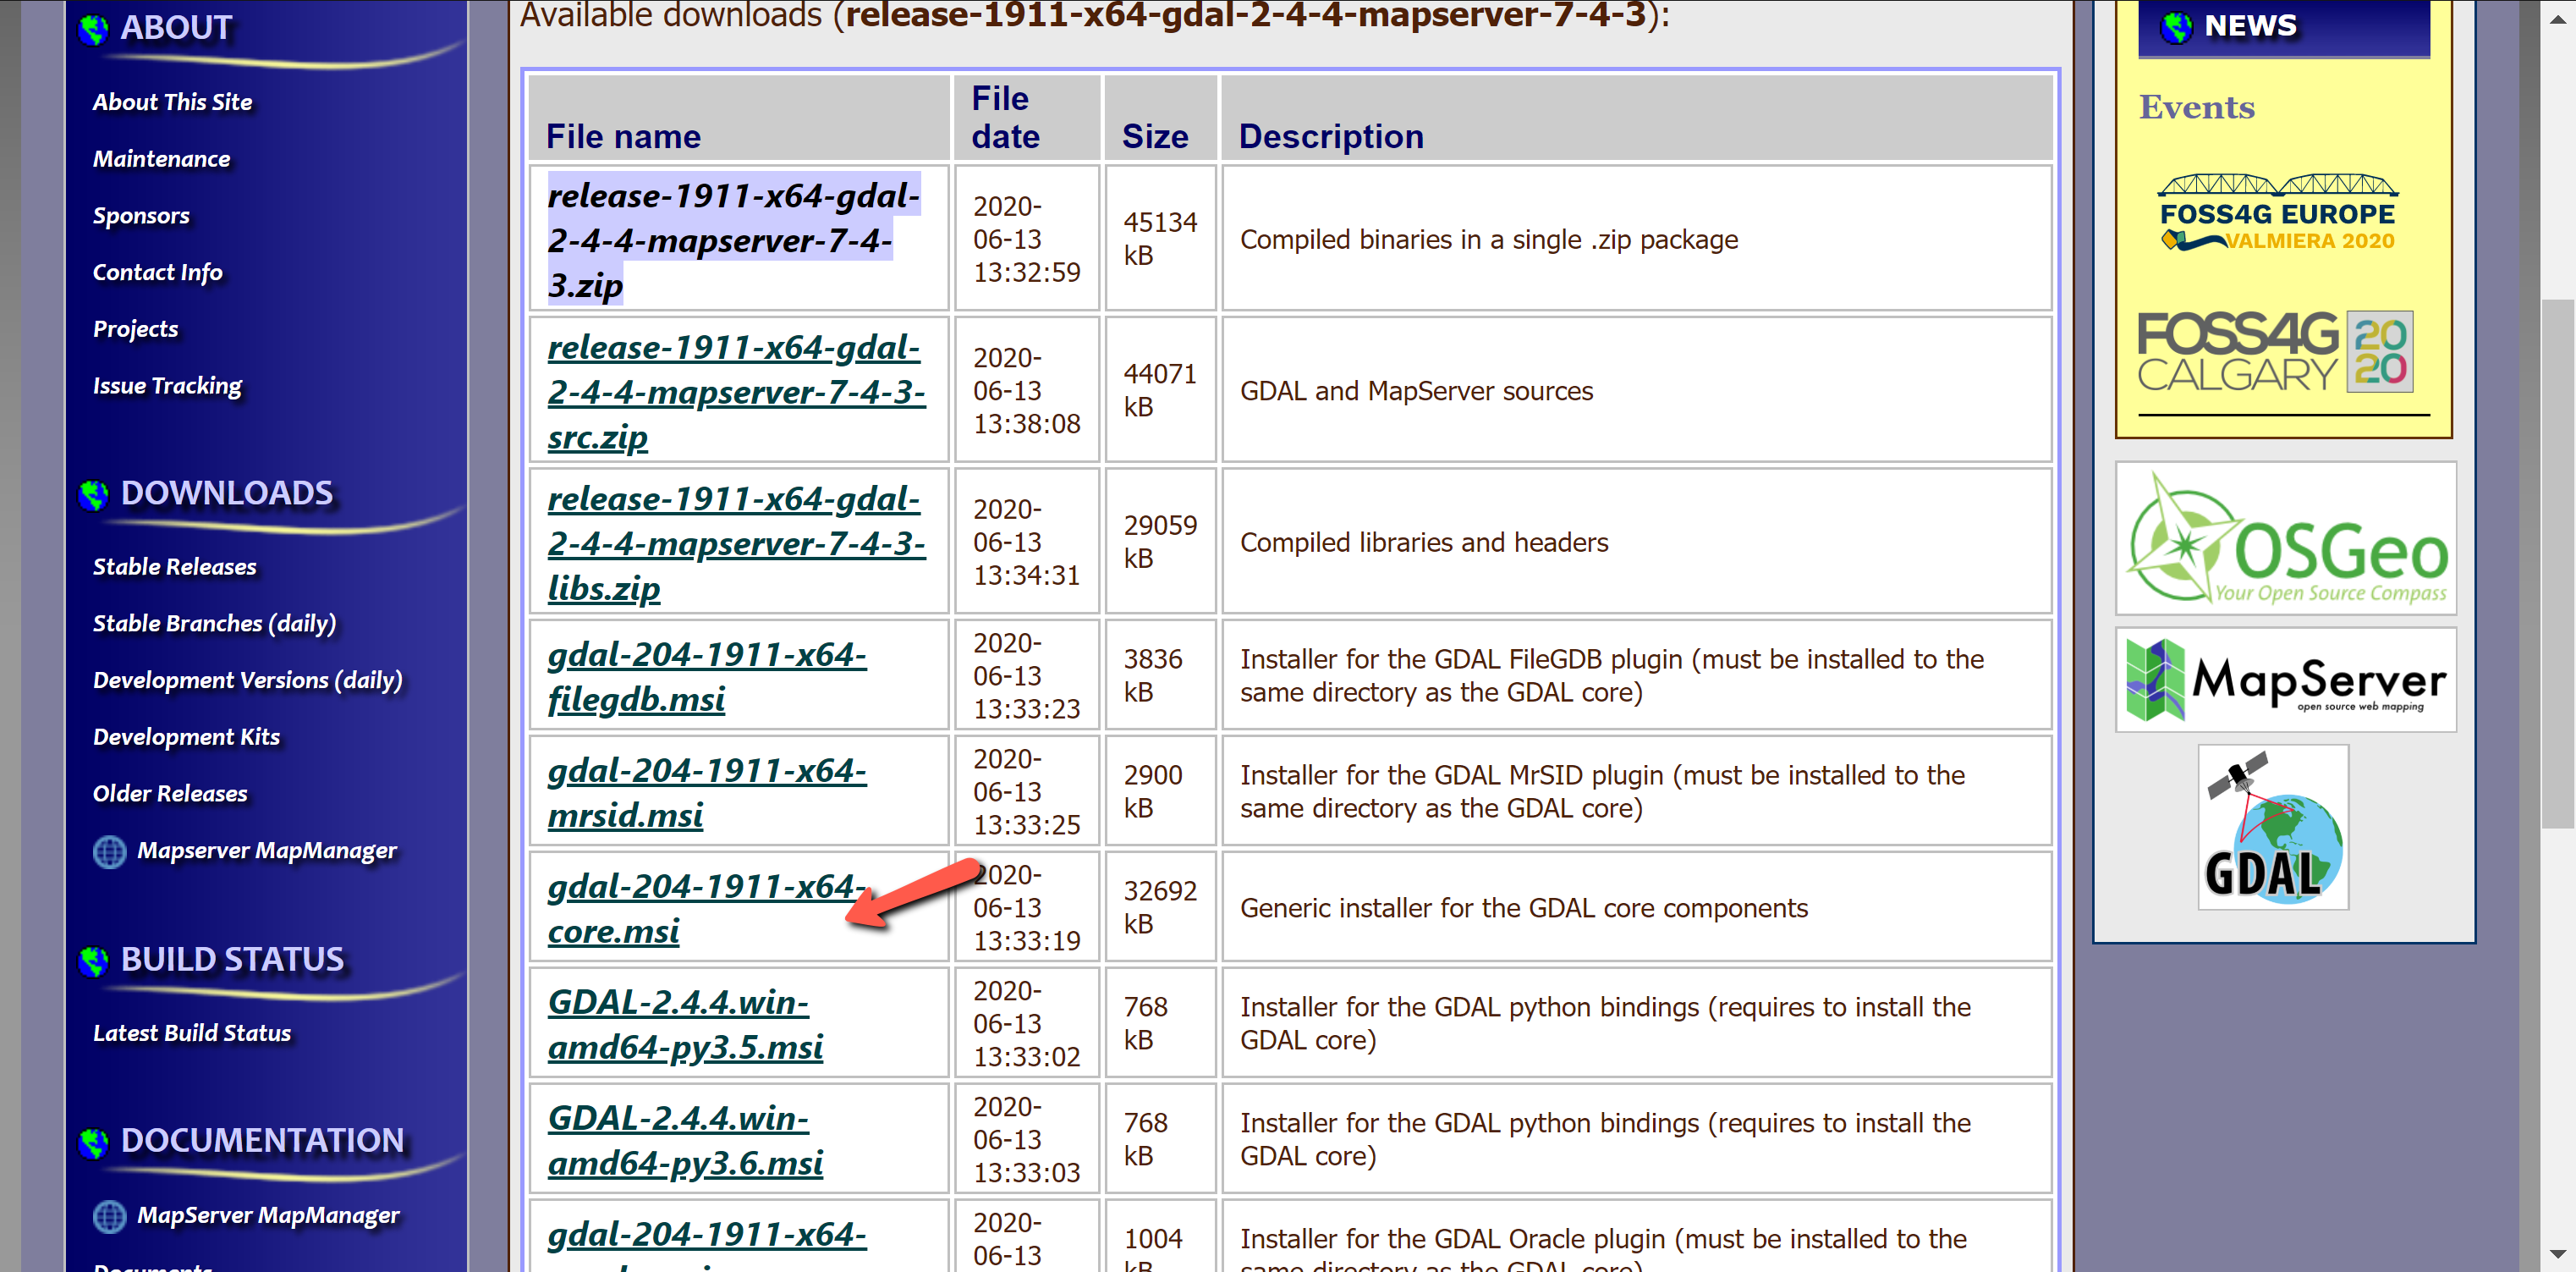 ABOUT
About This Site
Maintenance
Sponsors
Contact Info
Projects
Issue Tracking
DOWNLOADS
Stable Releases
Stable Branches (daily)
Development Versions (daily)
Development Kits
Older Releases
Mapserver MapManager
BUILD STATUS
Latest Build Status
DOCUMENTATION
MapServer MapManager
Documents
Available downloads (release-1911-x64-gdal-2-4-4-mapserver-7-4-3):
File name
File
date
Size
Description
release-1911-x64-gdal-
2-4-4-mapserver-7-4-
3.zip
2020-
06-13
13:32:59
45134
kB
Compiled binaries in a single .zip package
release-1911-x64-gdal-
2-4-4-mapserver-7-4-3-
src.zip
2020-
06-13
13:38:08
44071
kB
GDAL and MapServer sources
release-1911-x64-gdal-
2-4-4-mapserver-7-4-3-
libs.zip
2020-
06-13
13:34:31
29059
kB
Compiled libraries and headers
gdal-204-1911-x64-
filegdb.msi
2020-
06-13
13:33:23
3836
kB
Installer for the GDAL FileGDB plugin (must be installed to the
same directory as the GDAL core)
gdal-204-1911-x64-
mrsid.msi
2020-
06-13
13:33:25
2900
kB
Installer for the GDAL MrSID plugin (must be installed to the
same directory as the GDAL core)
gdal-204-1911-x64-
core.msi
2020-
06-13
13:33:19
32692
kB
Generic installer for the GDAL core components
GDAL-2.4.4.win-
amd64-py3.5.msi
2020-
06-13
13:33:02
768
kB
Installer for the GDAL python bindings (requires to install the
GDAL core)
GDAL-2.4.4.win-
amd64-py3.6.msi
2020-
06-13
13:33:03
768
kB
Installer for the GDAL python bindings (requires to install the
GDAL core)
gdal-204-1911-x64-
2020-
06-13
1004
kB
Installer for the GDAL Oracle plugin (must be installed to the
same directory as the GDAL core)
NEWS
Events
FOSS4G EUROPE
VALMIERA 2020
FOSS4G
CALGARY
20
20
OSGeo
Your Open Source Compass
MapServer
open source web mapping
GDAL